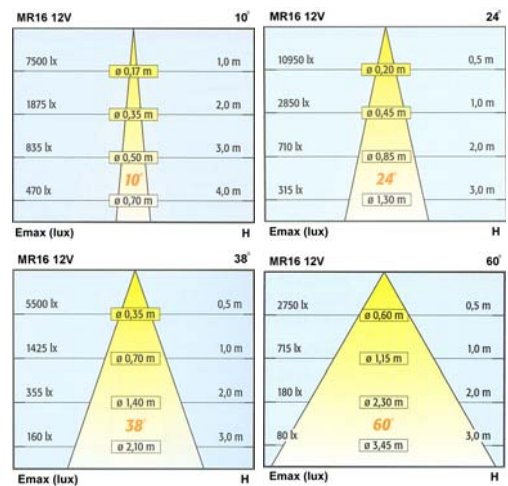 MR16 12V 10°
7500 lx 1,0 m
ø 0,17 m
1875 lx 2,0 m
ø 0,35 m
835 lx 3,0 m
ø 0,50 m
10°
470 lx 4,0 m
ø 0,70 m
Emax (lux) H
MR16 12V 24°
10950 lx 0,5 m
ø 0,20 m
2850 lx 1,0 m
ø 0,45 m
710 lx 2,0 m
ø 0,85 m
24°
315 lx 3,0 m
ø 1,30 m
Emax (lux) H
MR16 12V 38°
5500 lx 0,5 m
ø 0,35 m
1425 lx 1,0 m
ø 0,70 m
355 lx 2,0 m
ø 1,40 m
38°
160 lx 3,0 m
ø 2,10 m
Emax (lux) H
MR16 12V 60°
2750 lx 0,5 m
ø 0,60 m
715 lx 1,0 m
ø 1,15 m
180 lx 2,0 m
ø 2,30 m
60°
80 lx 3,0 m
ø 3,45 m
Emax (lux) H